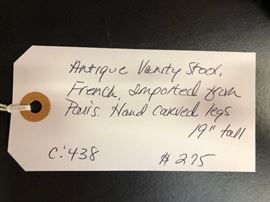 Antique Vanity Stool,
French, Imported from
Paris. Hand carved legs
19" tall
C:438 $275